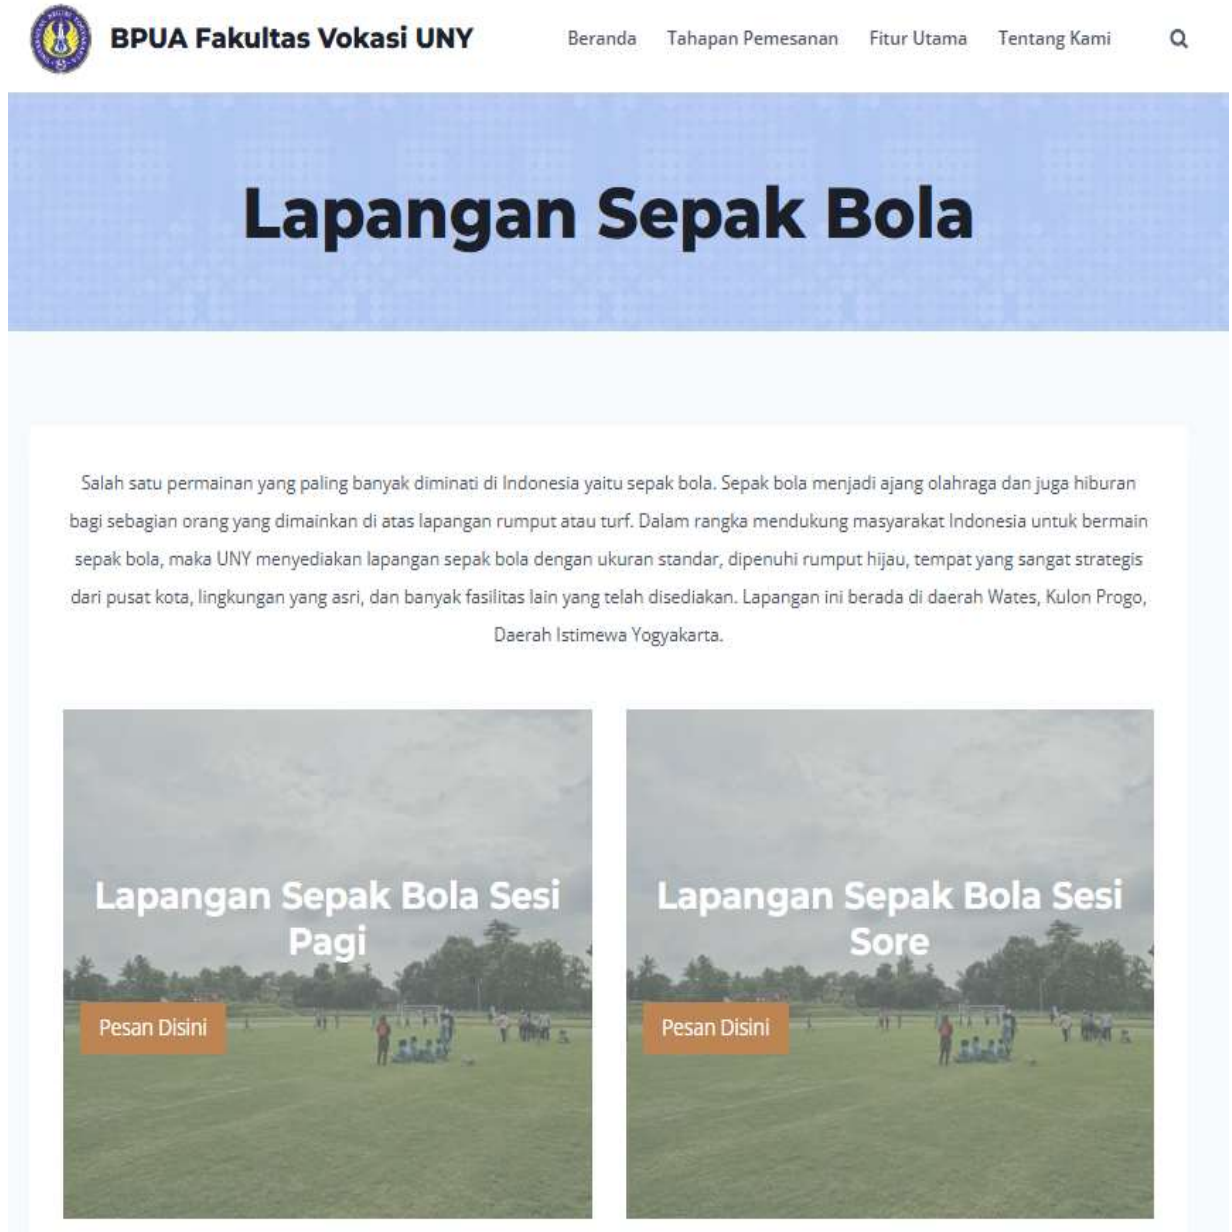 BPUA Fakultas Vokasi UNY
Beranda
Tahapan Pemesanan
Fitur Utama
Tentang Kami
Lapangan Sepak Bola
Salah satu permainan yang paling banyak diminati di Indonesia yaitu sepak bola. Sepak bola menjadi ajang olahraga dan juga hiburan
bagi sebagian orang yang dimainkan di atas lapangan rumput atau turf. Dalam rangka mendukung masyarakat Indonesia untuk bermain
sepak bola, maka UNY menyediakan lapangan sepak bola dengan ukuran standar, dipenuhi rumput hijau, tempat yang sangat strategis
dari pusat kota, lingkungan yang asri, dan banyak fasilitas lain yang telah disediakan. Lapangan ini berada di daerah Wates, Kulon Progo,
Daerah Istimewa Yogyakarta.
Lapangan Sepak Bola Sesi
Pagi
Pesan Disini
Lapangan Sepak Bola Sesi
Sore
Pesan Disini